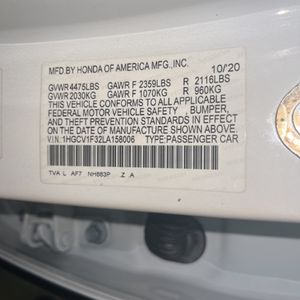 MFD.BY HONDA OF AMERICA MFG.,INC. 10/20
GVWR 4475LBS GAWR F 2359LBS R 2116LBS
GVWR 2030KG GAWR F 1070KG R 960KG
THIS VEHICLE CONFORMS TO ALL APPLICABLE
FEDERAL MOTOR VEHICLE SAFETY, BUMPER,
AND THEFT PREVENTION STANDARDS IN
EFFECT ON THE DATE OF MANUFACTURE
SHOWN ABOVE.
V.I.N: 1HGCV1F32LA158006 TYPE:PASSENGER CAR
TVA L AF7 NH883P Z A